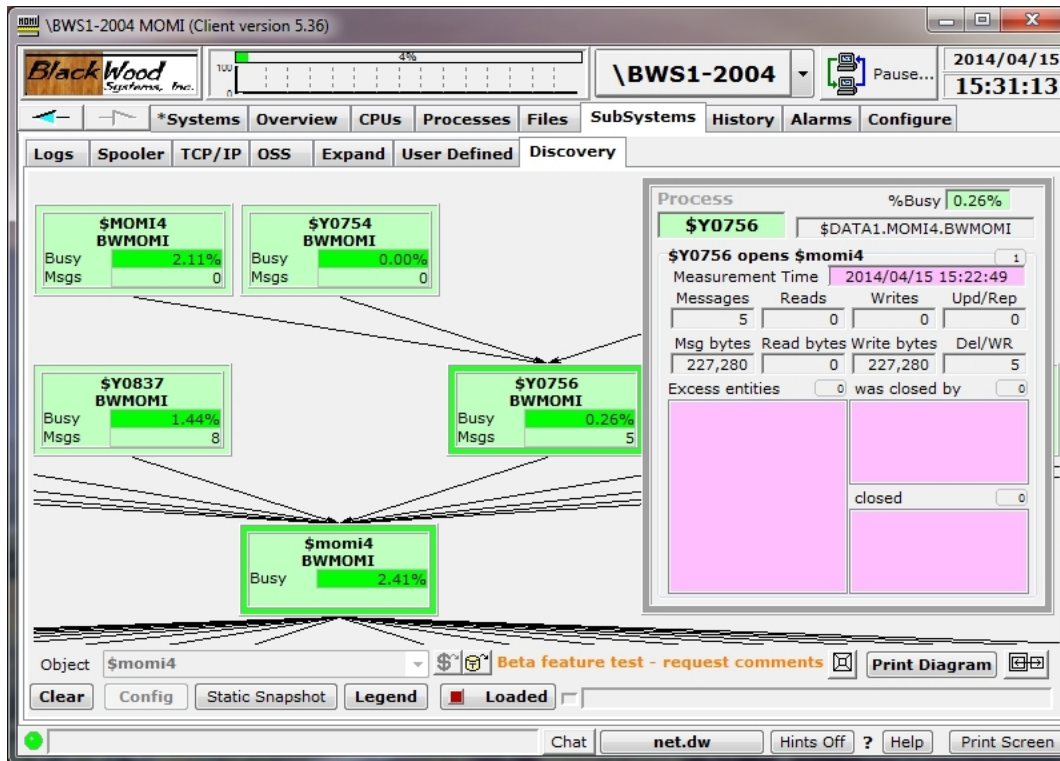 \BWS1-2004 MOMI (Client version 5.36)
BlackWood Systems, Inc.
100
0
4%
\BWS1-2004
Pause...
2014/04/15
15:31:13
*Systems Overview CPUs Processes Files SubSystems History Alarms Configure
Logs Spooler TCP/IP OSS Expand User Defined Discovery
$MOMI4
BWMOMI
Busy 2.11%
Msgs 0
$Y0754
BWMOMI
Busy 0.00%
Msgs 0
$Y0837
BWMOMI
Busy 1.44%
Msgs 8
$Y0756
BWMOMI
Busy 0.26%
Msgs 5
$momi4
BWMOMI
Busy 2.41%
Process %Busy 0.26%
$Y0756 $DATA1.MOMI4.BWMOMI
$Y0756 opens $momi4 1
Measurement Time 2014/04/15 15:22:49
Messages Reads Writes Upd/Rep
5 0 0 0
Msg bytes Read bytes Write bytes Del/WR
227,280 0 227,280 5
Excess entities 0 was closed by 0
closed 0
Object $momi4 Beta feature test - request comments Print Diagram
Clear Config Static Snapshot Legend Loaded
Chat net.dw Hints Off ? Help Print Screen